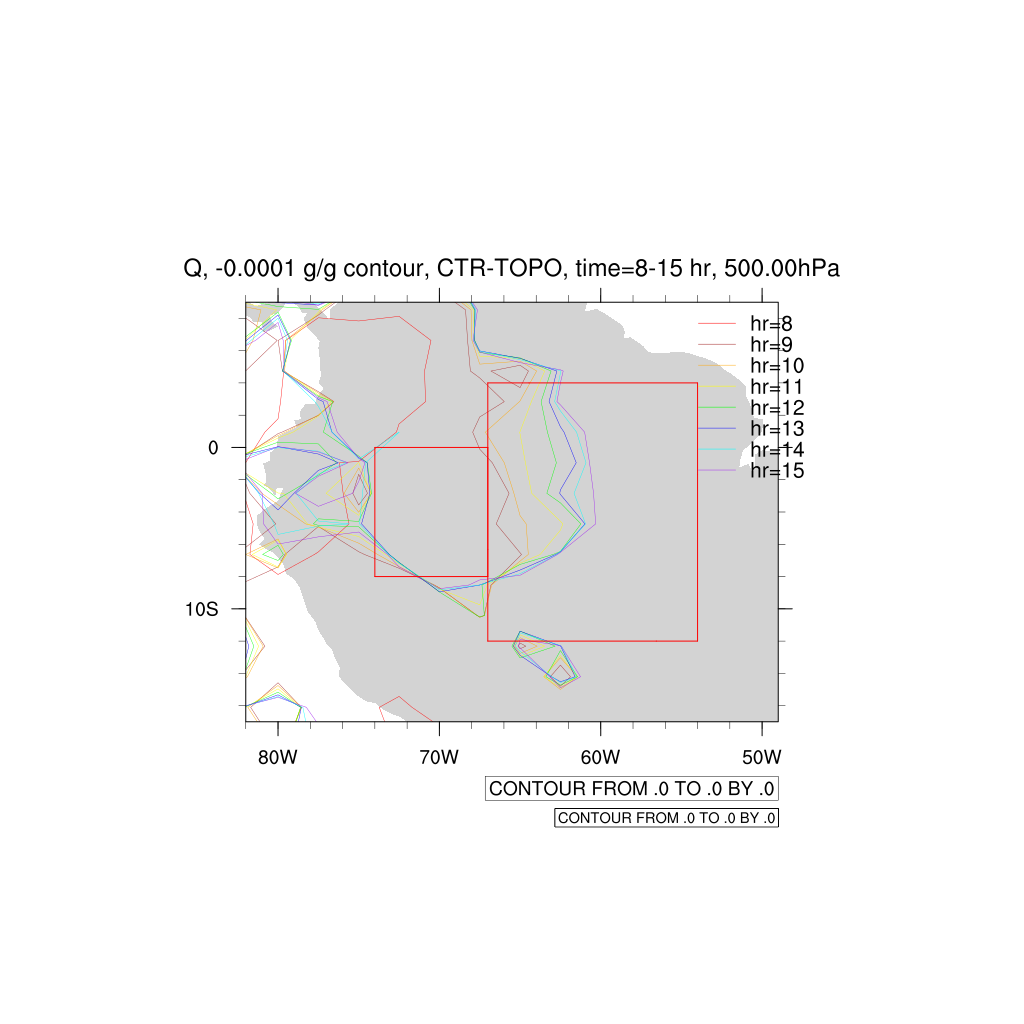 Q, -0.0001 g/g contour, CTR-TOPO, time=8-15 hr, 500.00hPa
hr=8
hr=9
hr=10
hr=11
hr=12
hr=13
hr=14
hr=15
0
10S
80W 70W 60W 50W
CONTOUR FROM .0 TO .0 BY .0
CONTOUR FROM .0 TO .0 BY .0